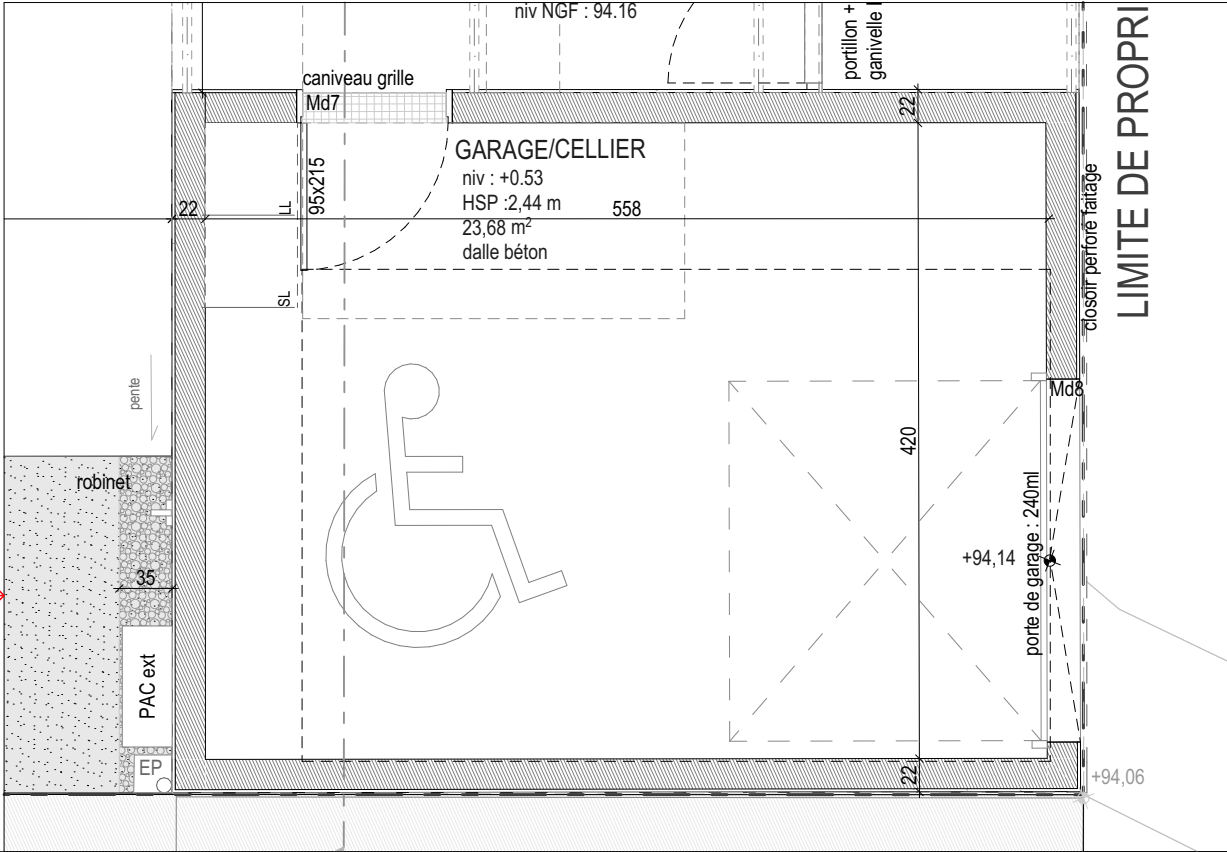 niv NGF : 94.16
portillon +
ganivelle
LIMITE DE PROPRI
caniveau grille
Md7
22
GARAGE/CELLIER
niv : +0.53
HSP :2,44 m
23,68 m²
dalle béton
95x215
22
LL
558
closoir perforé faitage
SL
pente
Md8
420
robinet
porte de garage : 240ml
+94,14
35
PAC ext
EP
22
+94,06